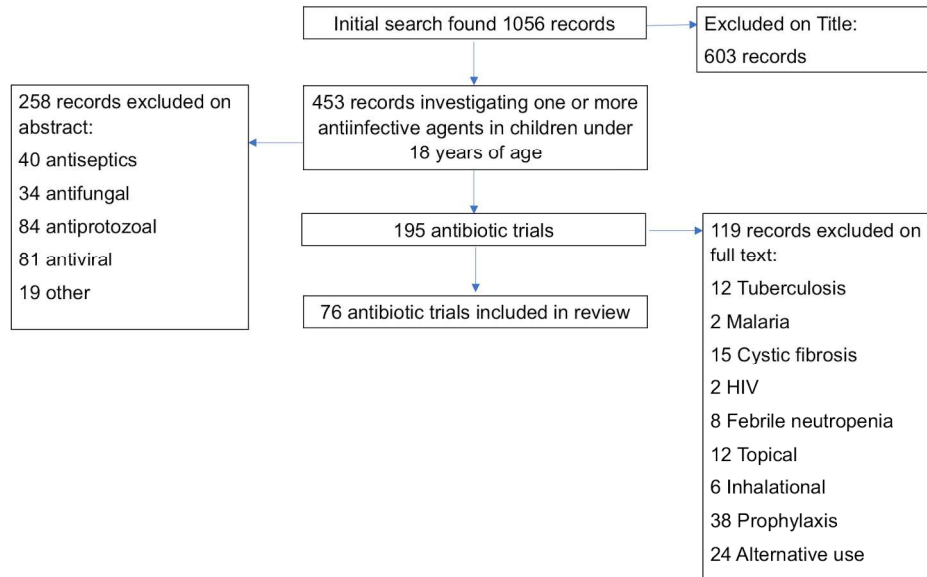 Initial search found 1056 records
Excluded on Title:
603 records
258 records excluded on
abstract:
40 antiseptics
34 antifungal
84 antiprotozoal
81 antiviral
19 other
453 records investigating one or more
antiinfective agents in children under
18 years of age
195 antibiotic trials
119 records excluded on
full text:
12 Tuberculosis
2 Malaria
15 Cystic fibrosis
2 HIV
8 Febrile neutropenia
12 Topical
6 Inhalational
38 Prophylaxis
24 Alternative use
76 antibiotic trials included in review